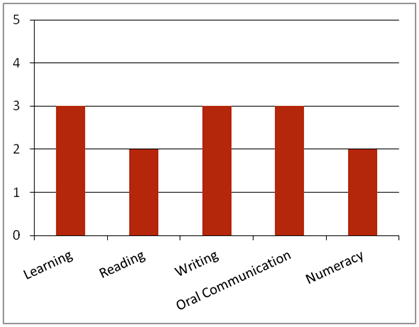 5
4
3
2
1
0
Learning
Reading
Writing
Oral Communication
Numeracy